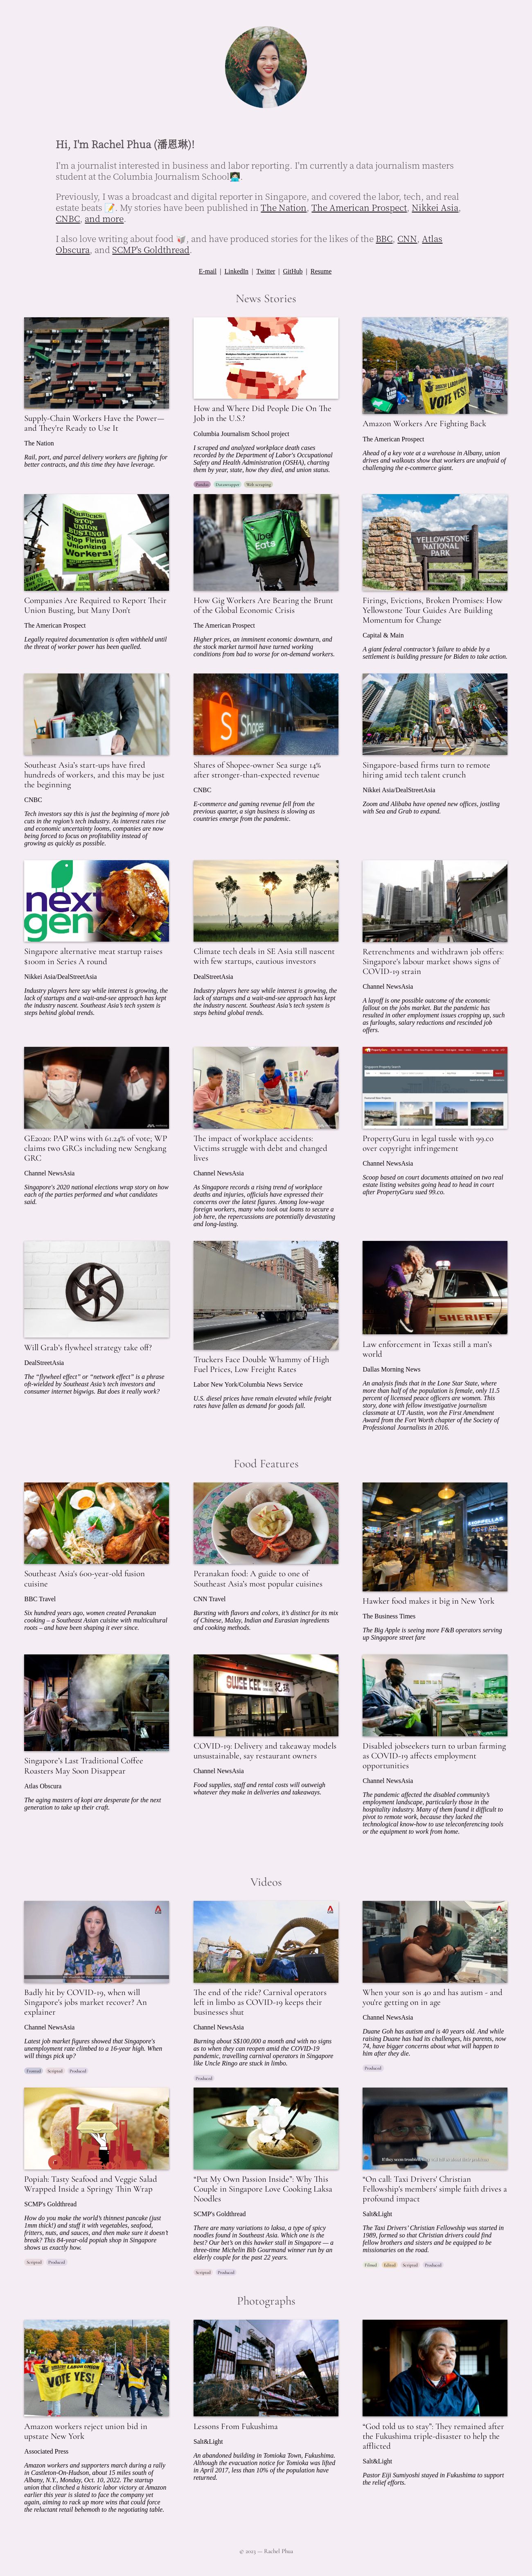 Hi, I'm Rachel Phua (潘恩琳)!
I'm a journalist interested in business and labor reporting. I'm currently a data journalism masters
student at the Columbia Journalism School👩🏻‍💻.
Previously, I was a broadcast and digital reporter in Singapore, and covered the labor, tech, and real
estate beats 📝. My stories have been published in The Nation, The American Prospect, Nikkei Asia,
CNBC, and more.
I also love writing about food 🥡, and have produced stories for the likes of the BBC, CNN, Atlas
Obscura, and SCMP's Goldthread.
E-mail | LinkedIn | Twitter | GitHub | Resume
News Stories
Supply-Chain Workers Have the Power—
and They're Ready to Use It
The Nation
Rail, port, and parcel delivery workers are fighting for
better contracts, and this time they have leverage.
How and Where Did People Die On The
Job in the U.S.?
Columbia Journalism School project
I scraped and analyzed workplace death cases
recorded by the Department of Labor's Occupational
Safety and Health Administration (OSHA), charting
them by year, state, how they died, and union status.
Pandas Datawrapper Web scraping
VOTE YES!
Amazon Workers Are Fighting Back
The American Prospect
Ahead of a key vote at a warehouse in Albany, union
drives and walkouts show that workers are unafraid of
challenging the e-commerce giant.
STARBUCKS:
STOP
UNION
BUSTING!
Stop Firing
Unionizing
Workers!
Companies Are Required to Report Their
Union Busting, but Many Don't
The American Prospect
Legally required documentation is often withheld until
the threat of worker power has been quelled.
Uber
Eats
How Gig Workers Are Bearing the Brunt
of the Global Economic Crisis
The American Prospect
Higher prices, an imminent economic downturn, and
the stock market turmoil have turned working
conditions from bad to worse for on-demand workers.
YELLOWSTONE
NATIONAL
PARK
Firings, Evictions, Broken Promises: How
Yellowstone Tour Guides Are Building
Momentum for Change
Capital & Main
A giant federal contractor's failure to abide by a
settlement is building pressure for Biden to take action.
Southeast Asia's start-ups have fired
hundreds of workers, and this may be just
the beginning
CNBC
Tech investors say this is just the beginning of more job
cuts in the region's tech industry. As interest rates rise
and economic uncertainty looms, companies are now
being forced to focus on profitability instead of
growing as quickly as possible.
Shopee
Shares of Shopee-owner Sea surge 14%
after stronger-than-expected revenue
CNBC
E-commerce and gaming revenue fell from the
previous quarter, a sign business is slowing as
countries emerge from the pandemic.
Singapore-based firms turn to remote
hiring amid tech talent crunch
Nikkei Asia/DealStreetAsia
Zoom and Alibaba have opened new offices, jostling
with Sea and Grab to expand.
next
gen
Singapore alternative meat startup raises
$100m in Series A round
Nikkei Asia/DealStreetAsia
Industry players here say while interest is growing, the
lack of startups and a wait-and-see approach has kept
the industry nascent. Southeast Asia's tech system is
steps behind global trends.
Climate tech deals in SE Asia still nascent
with few startups, cautious investors
DealStreetAsia
Industry players here say while interest is growing, the
lack of startups and a wait-and-see approach has kept
the industry nascent. Southeast Asia's tech system is
steps behind global trends.
Retrenchments and withdrawn job offers:
Singapore's labour market shows signs of
COVID-19 strain
Channel NewsAsia
A layoff is one possible outcome of the economic
fallout on the jobs market. But the pandemic has
resulted in other employment issues cropping up, such
as furloughs, salary reductions and rescinded job
offers.
GE2020: PAP wins with 61.24% of vote; WP
claims two GRCs including new Sengkang
GRC
Channel NewsAsia
Singapore's 2020 national elections wrap story on how
each of the parties performed and what candidates
said.
The impact of workplace accidents:
Victims struggle with debt and changed
lives
Channel NewsAsia
As Singapore records a rising trend of workplace
deaths and injuries, officials have expressed their
concerns over the latest figures. Among low-wage
foreign workers, many who took out loans to secure a
job here, the repercussions are potentially devastating
and long-lasting.
PropertyGuru in legal tussle with 99.co
over copyright infringement
Channel NewsAsia
Scoop based on court documents attained on two real
estate listing websites going head to head in court
after PropertyGuru sued 99.co.
Will Grab's flywheel strategy take off?
DealStreetAsia
The “flywheel effect” or “network effect” is a phrase
oft-wielded by Southeast Asia's tech investors and
consumer internet bigwigs. But does it really work?
Truckers Face Double Whammy of High
Fuel Prices, Low Freight Rates
Labor New York/Columbia News Service
U.S. diesel prices have remain elevated while freight
rates have fallen as demand for goods fall.
SHERIFF
Law enforcement in Texas still a man's
world
Dallas Morning News
An analysis finds that in the Lone Star State, where
more than half of the population is female, only 11.5
percent of licensed peace officers are women. This
story, done with fellow investigative journalism
classmate at UT Austin, won the First Amendment
Award from the Fort Worth chapter of the Society of
Professional Journalists in 2016.
Food Features
Southeast Asia's 600-year-old fusion
cuisine
BBC Travel
Six hundred years ago, women created Peranakan
cooking – a Southeast Asian cuisine with multicultural
roots – and have been shaping it ever since.
Peranakan food: A guide to one of
Southeast Asia's most popular cuisines
CNN Travel
Bursting with flavors and colors, it's distinct for its mix
of Chinese, Malay, Indian and Eurasian ingredients
and cooking methods.
Hawker food makes it big in New York
The Business Times
The Big Apple is seeing more F&B operators serving
up Singapore street fare
Singapore's Last Traditional Coffee
Roasters May Soon Disappear
Atlas Obscura
The aging masters of kopi are desperate for the next
generation to take up their craft.
SWEE KEE
COVID-19: Delivery and takeaway models
unsustainable, say restaurant owners
Channel NewsAsia
Food supplies, staff and rental costs will outweigh
whatever they make in deliveries and takeaways.
Disabled jobseekers turn to urban farming
as COVID-19 affects employment
opportunities
Channel NewsAsia
The pandemic affected the disabled community's
employment landscape, particularly those in the
hospitality industry. Many of them found it difficult to
pivot to remote work, because they lacked the
technological know-how to use teleconferencing tools
or the equipment to work from home.
Videos
Badly hit by COVID-19, when will
Singapore's jobs market recover? An
explainer
Channel NewsAsia
Latest job market figures showed that Singapore's
unemployment rate climbed to a 16-year high. When
will things pick up?
Scripted Produced
The end of the ride? Carnival operators
left in limbo as COVID-19 keeps their
businesses shut
Channel NewsAsia
Burning about S$100,000 a month and with no signs
as to when they can reopen amid the COVID-19
pandemic, travelling carnival operators in Singapore
like Uncle Ringo are stuck in limbo.
Produced
When your son is 40 and has autism - and
you're getting on in age
Channel NewsAsia
Duane Goh has autism and is 40 years old. And while
raising Duane has had its challenges, his parents, now
74, have bigger concerns about what will happen to
him after they die.
Produced
Popiah: Tasty Seafood and Veggie Salad
Wrapped Inside a Springy Thin Wrap
SCMP's Goldthread
How do you make the world's thinnest pancake (just
1mm thick!) and stuff it with vegetables, seafood,
fritters, nuts, and sauces, and then make sure it doesn't
break? This 84-year-old popiah shop in Singapore
shows us exactly how.
Scripted Produced
“Put My Own Passion Inside”: Why This
Couple in Singapore Love Cooking Laksa
Noodles
SCMP's Goldthread
There are many variations to laksa, a type of spicy
noodles found in Southeast Asia. Which one is the
best? Our bet's on this hawker stall in Singapore — a
three-time Michelin Bib Gourmand winner run by an
elderly couple for the past 22 years.
Scripted Produced
“On call: Taxi Drivers' Christian
Fellowship's members' simple faith drives a
profound impact
Salt&Light
The Taxi Drivers' Christian Fellowship was started in
1989, formed so that Christian drivers could find
fellow brothers and sisters and be equipped to be
missionaries on the road.
Filmed Edited Scripted Produced
Photographs
AMAZON LABOR UNION
VOTE YES!
Amazon workers reject union bid in
upstate New York
Associated Press
Amazon workers and supporters march during a rally
in Castleton-On-Hudson, about 15 miles south of
Albany, N.Y., Monday, Oct. 10, 2022. The startup
union that clinched a historic labor victory at Amazon
earlier this year is slated to face the company yet
again, aiming to rack up more wins that could force
the reluctant retail behemoth to the negotiating table.
Lessons From Fukushima
Salt&Light
An abandoned building in Tomioka Town, Fukushima.
Although the evacuation notice for Tomioka was lifted
in April 2017, less than 10% of the population have
returned.
“God told us to stay”: They remained after
the Fukushima triple-disaster to help the
afflicted
Salt&Light
Pastor Eiji Sumiyoshi stayed in Fukushima to support
the relief efforts.
© 2023 — Rachel Phua